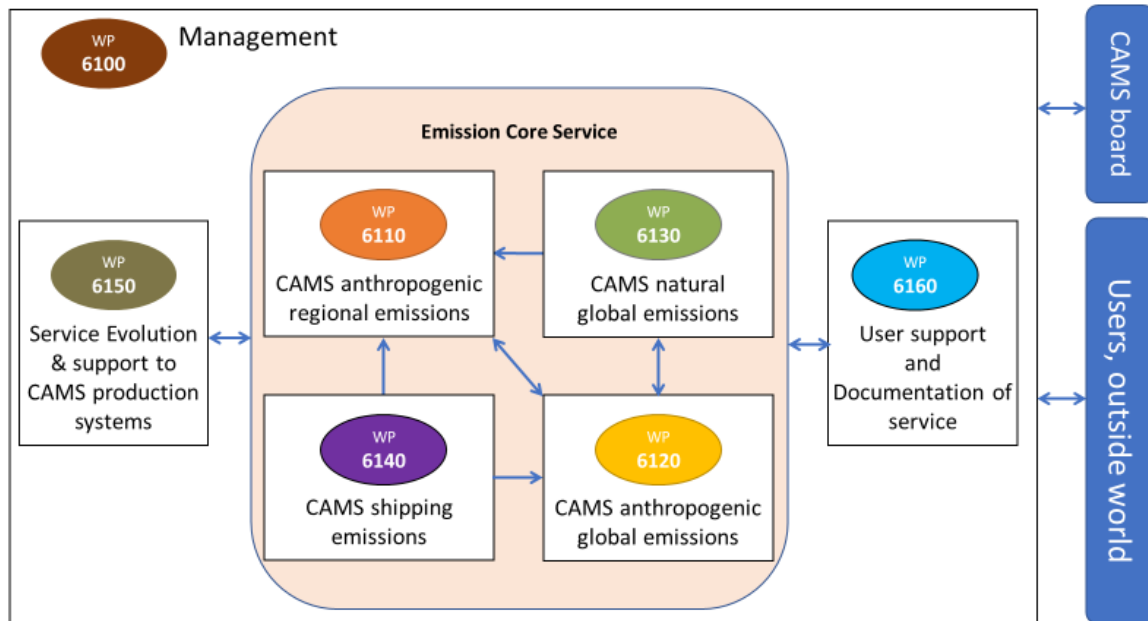 WP
6100
Management
CAMS board
Emission Core Service
WP
6110
CAMS anthropogenic
regional emissions
WP
6130
CAMS natural
global emissions
WP
6150
Service Evolution
& support to
CAMS production
systems
WP
6160
User support
and
Documentation of
service
WP
6140
CAMS shipping
emissions
WP
6120
CAMS anthropogenic
global emissions
Users, outside world